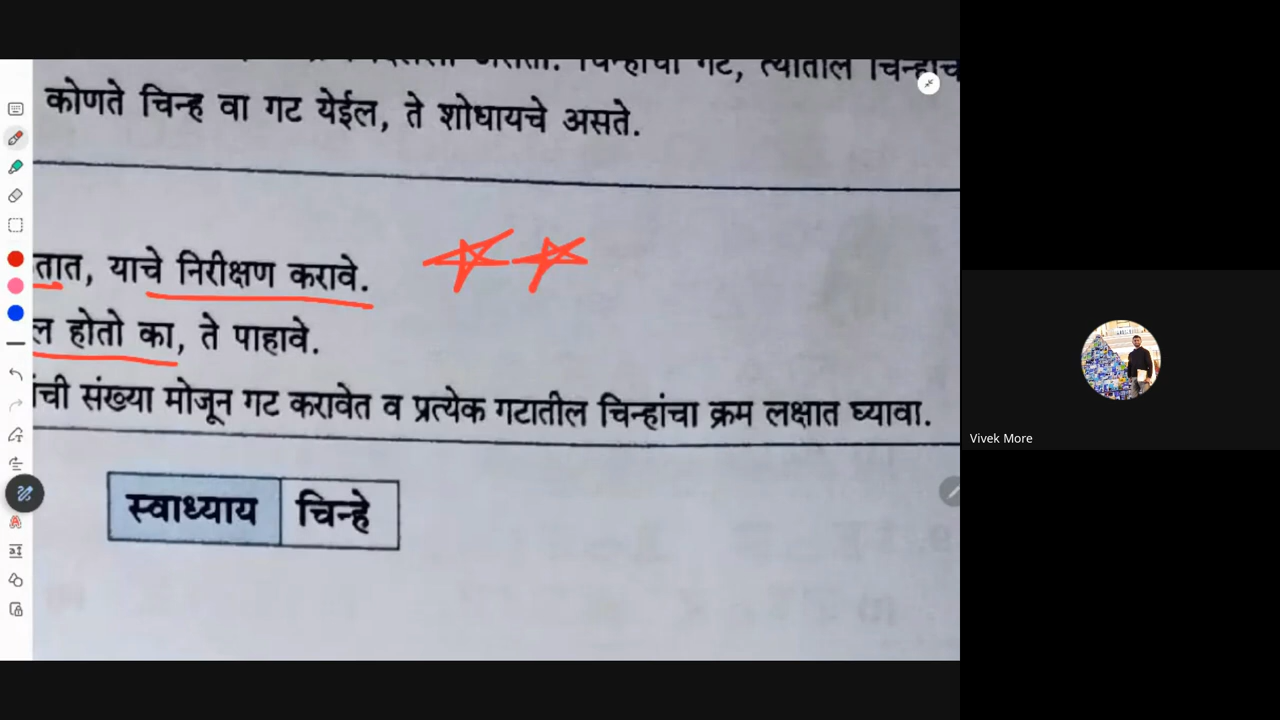 कोणते चिन्ह वा गट येईल, ते शोधायचे असते.
तात, याचे निरीक्षण करावे.
ल होतो का, ते पाहावे.
ची संख्या मोजून गट करावेत व प्रत्येक गटातील चिन्हांचा क्रम लक्षात घ्यावा.
स्वाध्याय चिन्हे
Vivek More